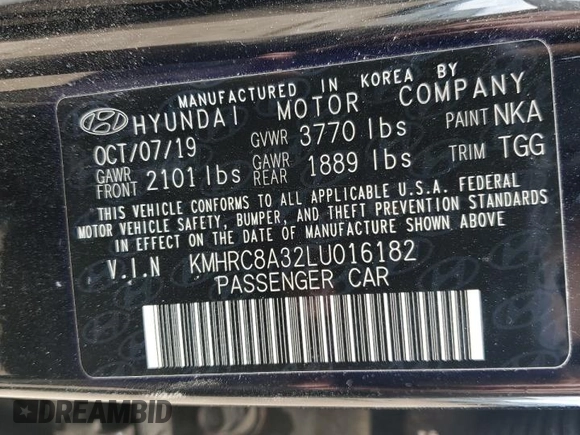 MANUFACTURED IN KOREA BY
HYUNDAI MOTOR COMPANY
OCT/07/19 GVWR 3770 lbs PAINT NKA
GAWR FRONT 2101 lbs GAWR REAR 1889 lbs TRIM TGG
THIS VEHICLE CONFORMS TO ALL APPLICABLE U.S.A. FEDERAL
MOTOR VEHICLE SAFETY, BUMPER, AND THEFT PREVENTION STANDARDS
IN EFFECT ON THE DATE OF MANUFACTURE SHOWN ABOVE.
V.I.N KMHRC8A32LU016182
PASSENGER CAR
DREAMBID